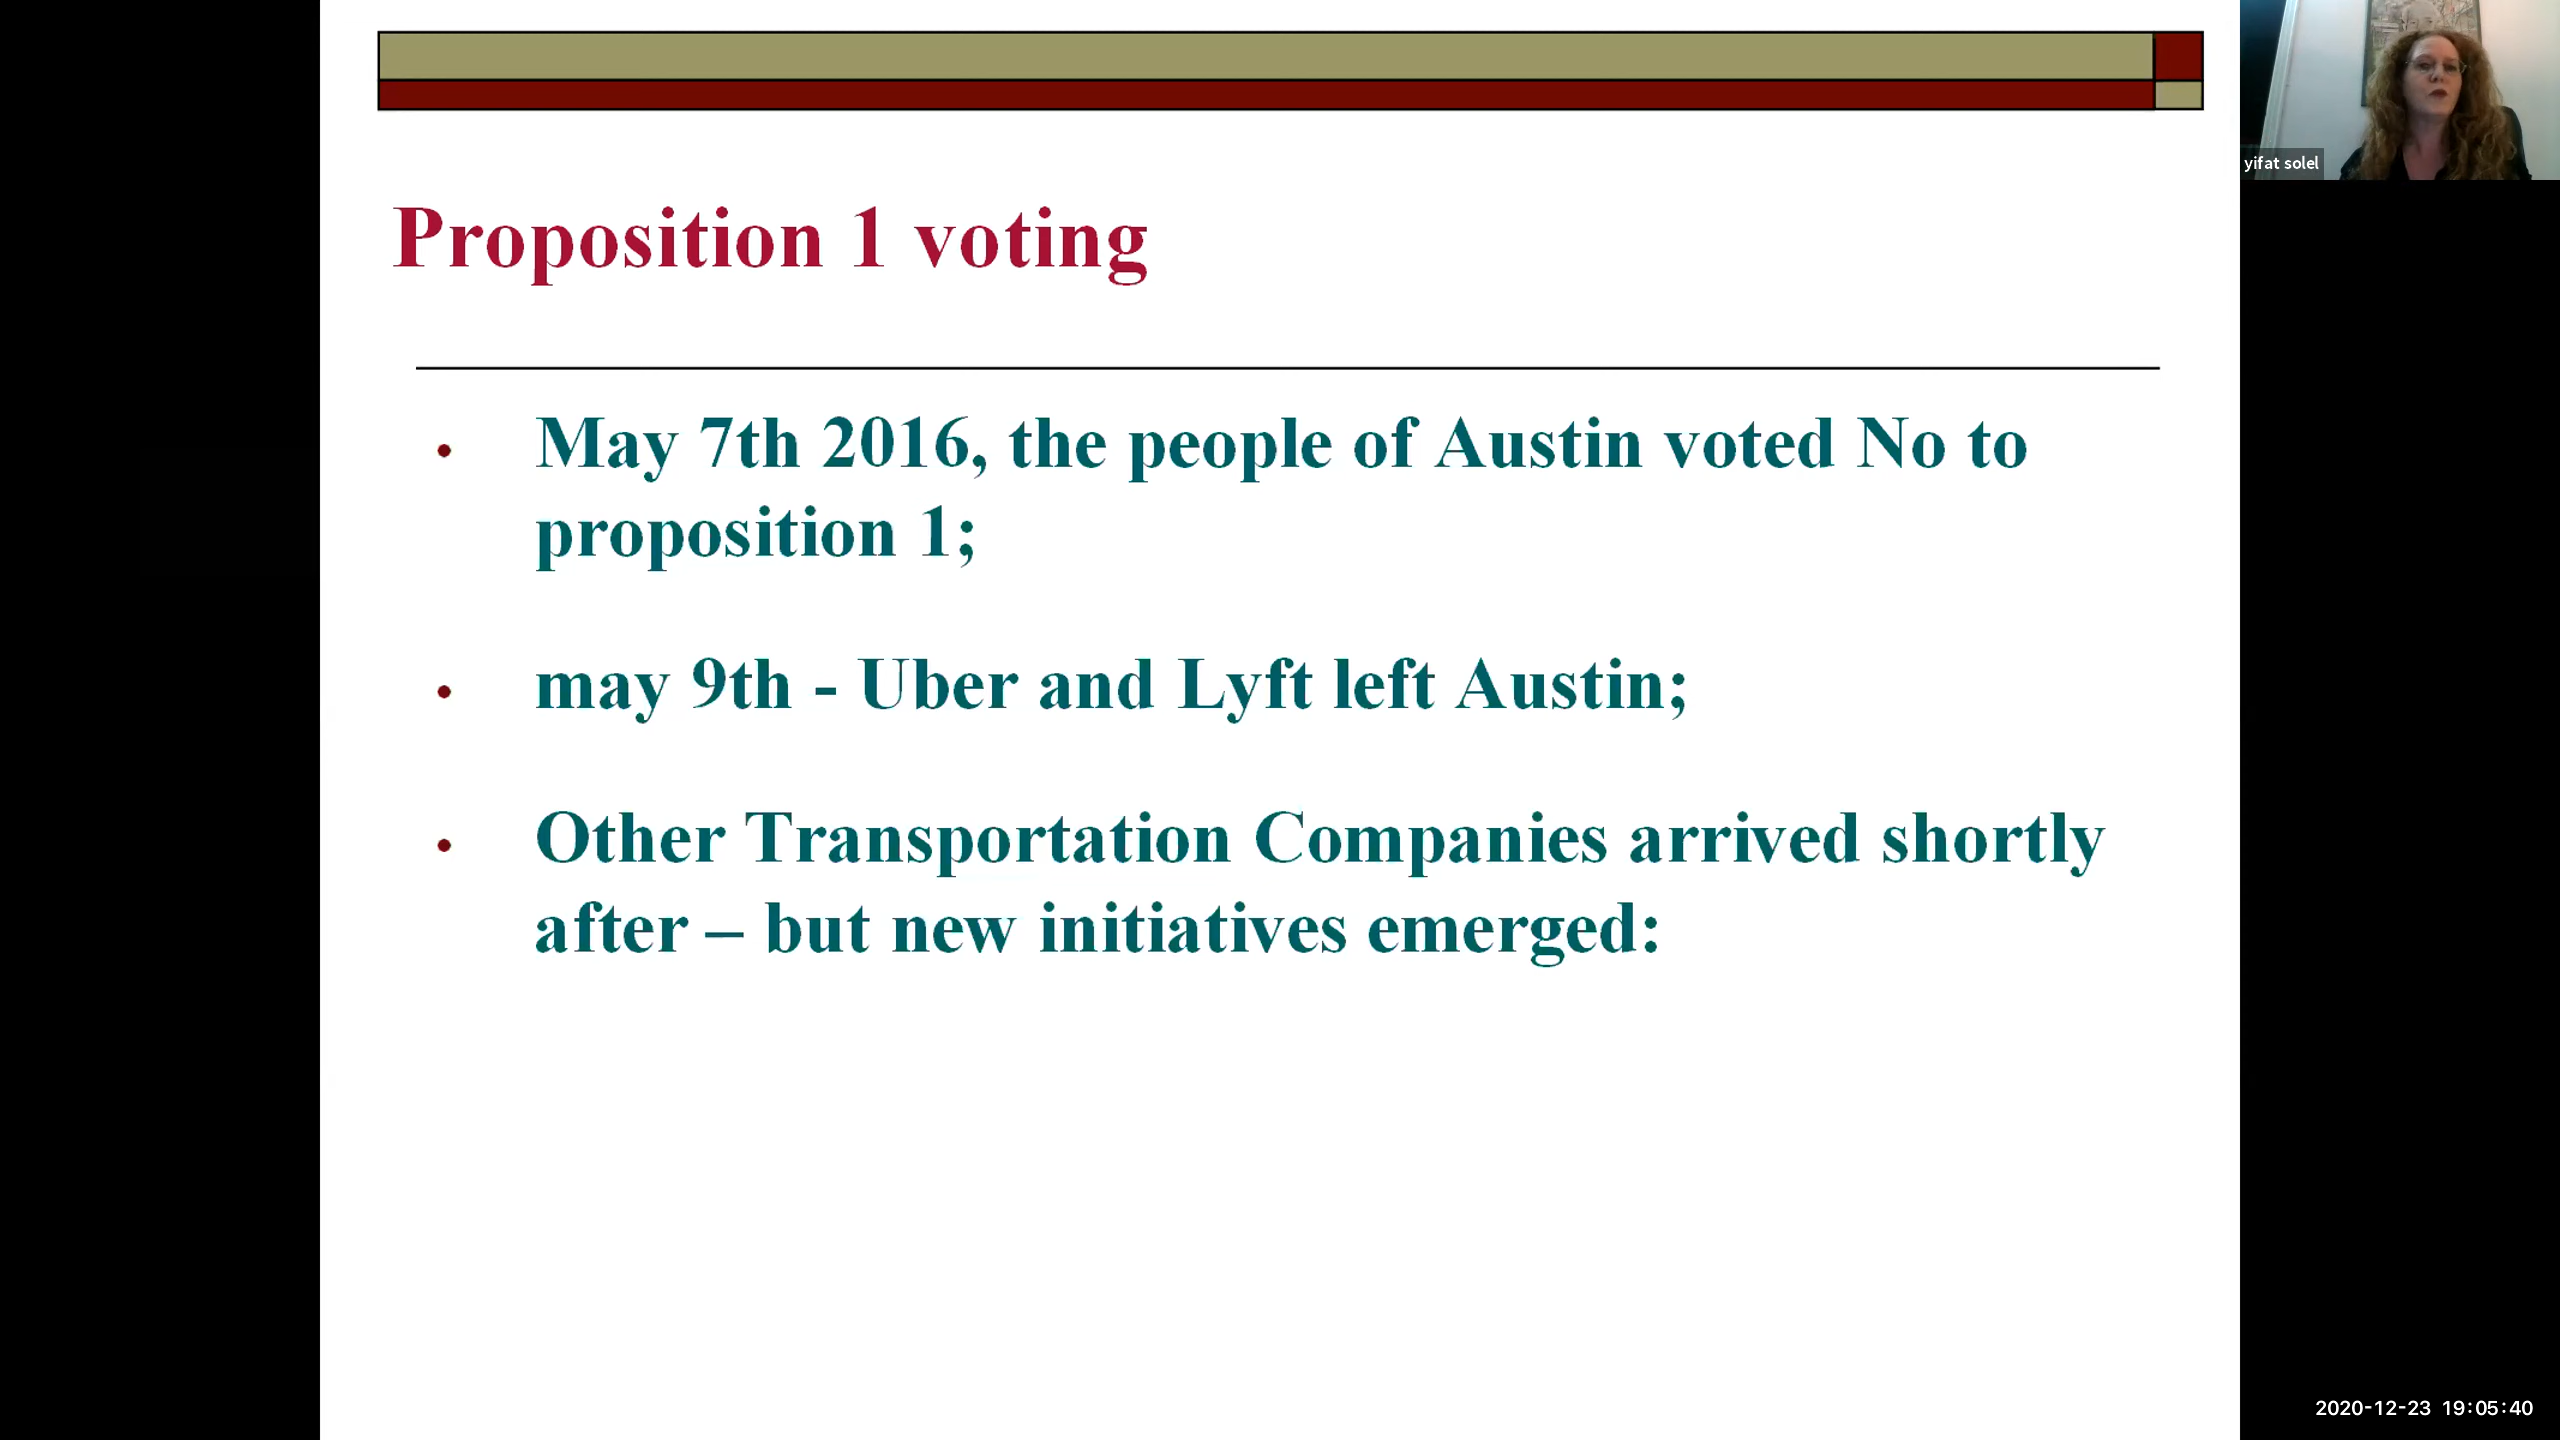 Proposition 1 voting
• May 7th 2016, the people of Austin voted No to
proposition 1;
• may 9th - Uber and Lyft left Austin;
• Other Transportation Companies arrived shortly
after – but new initiatives emerged:
yifat solel
2020-12-23 19:05:40